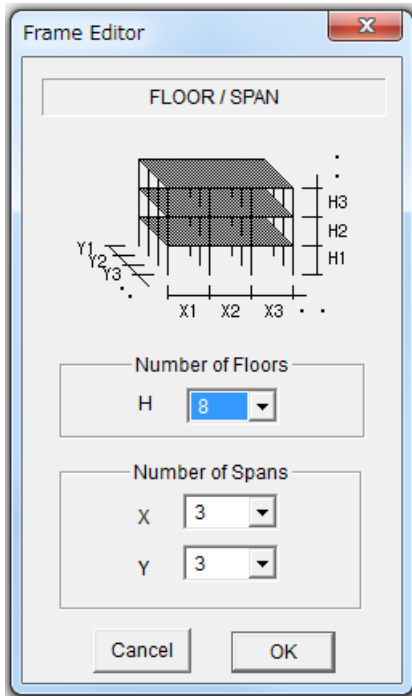 Frame Editor
FLOOR / SPAN
H3
H2
H1
Y1
Y2
Y3
X1 X2 X3
Number of Floors
H 8
Number of Spans
X 3
Y 3
Cancel OK